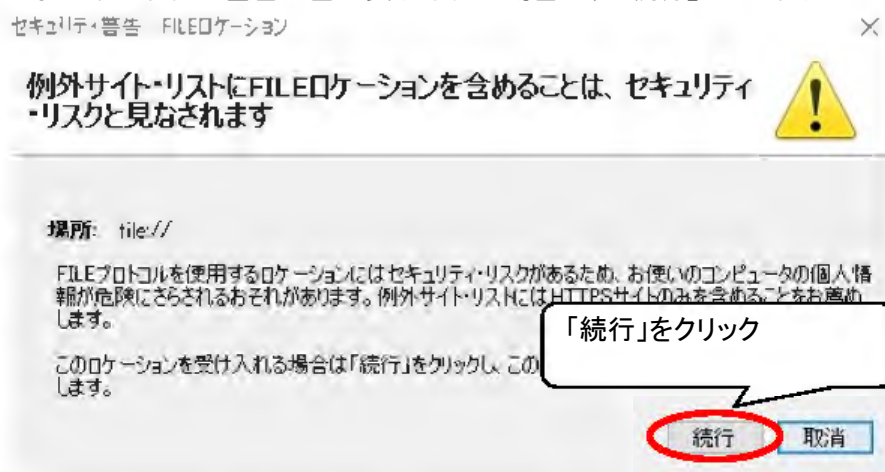 セキュリティ警告 - FILEロケーション
例外サイト・リストにFILEロケーションを含めることは、セキュリティ
・リスクと見なされます
場所: file://
FILEプロトコルを使用するロケーションにはセキュリティ・リスクがあるため、お使いのコンピュータの個人情
報が危険にさらされるおそれがあります。例外サイト・リストにはHTTPSサイトのみを含めることをお薦め
します。
「続行」をクリック
このロケーションを受け入れる場合は「続行」をクリックし、この
します。
続行 取消